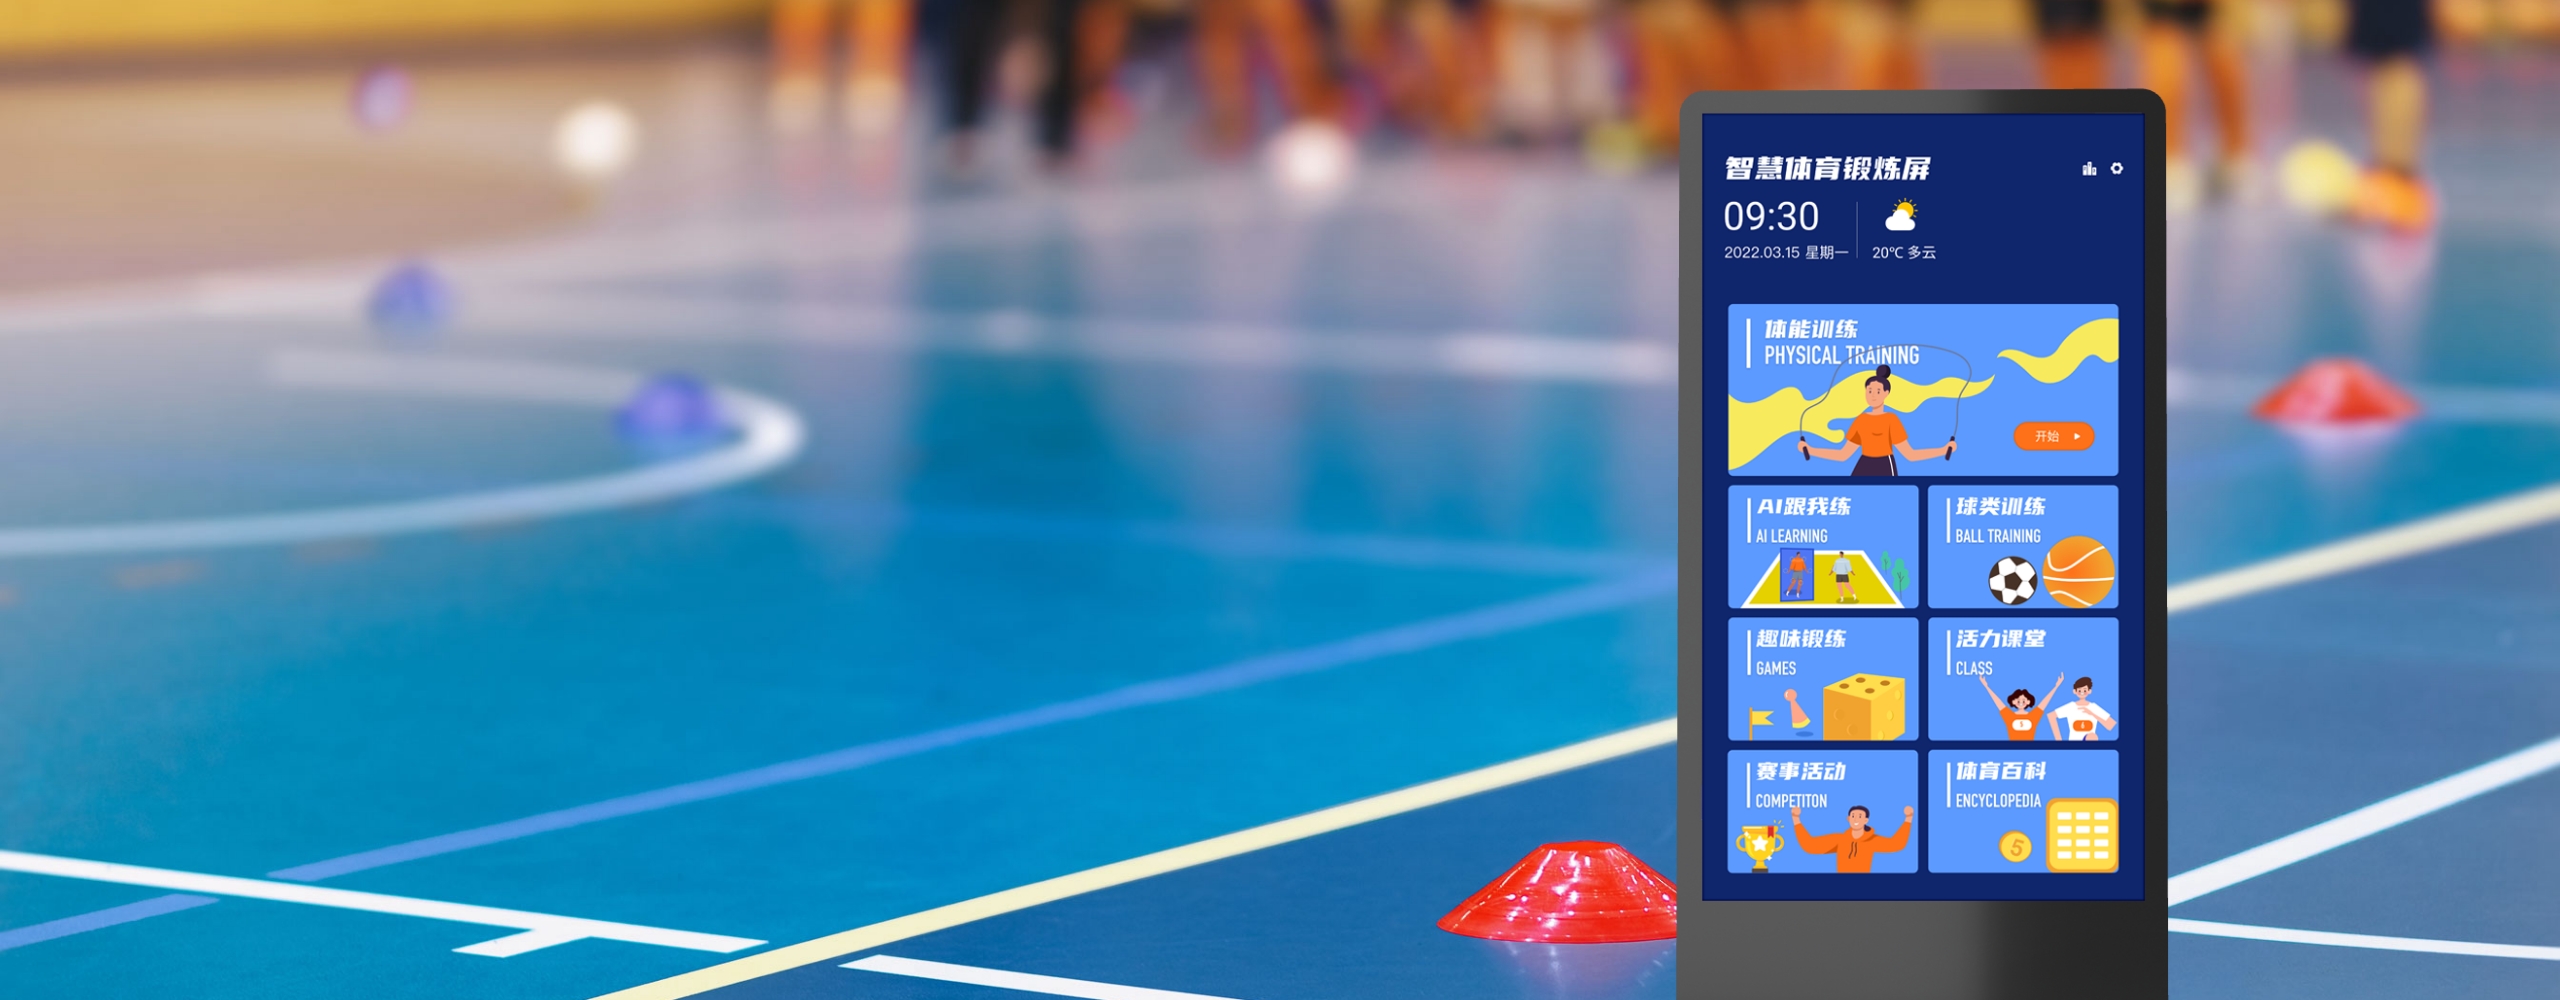 智慧体育锻炼屏
09:30
2022.03.15 星期一
20℃ 多云
体能训练
PHYSICAL TRAINING
开始
AI跟我练
AI LEARNING
球类训练
BALL TRAINING
趣味锻练
GAMES
活力课堂
CLASS
赛事活动
COMPETITON
体育百科
ENCYCLOPEDIA
5